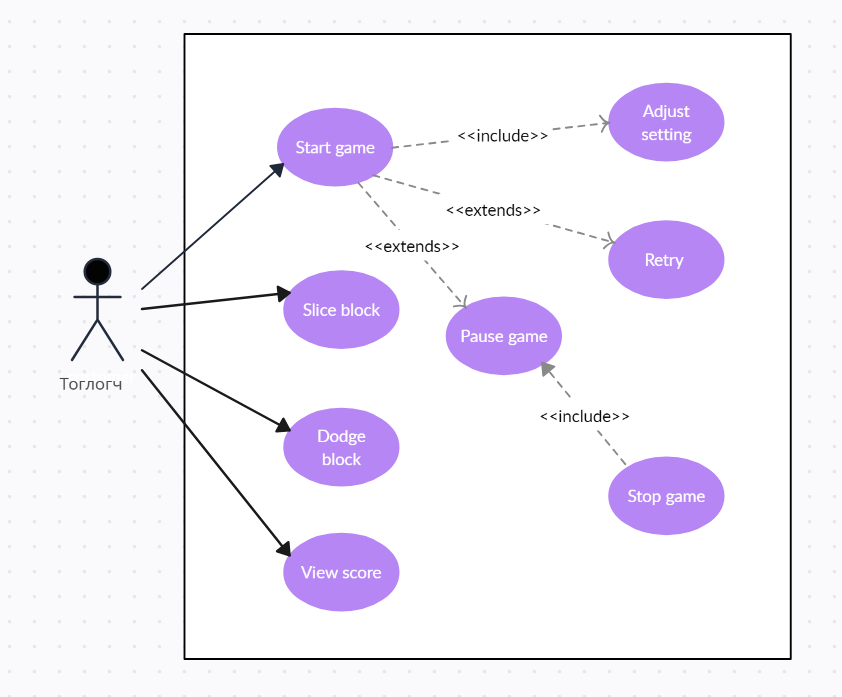 Adjust
setting
<<include>>
Start game
<<extends>>
<<extends>>
Retry
Slice block
Pause game
Тоглогч
<<include>>
Dodge
block
Stop game
View score